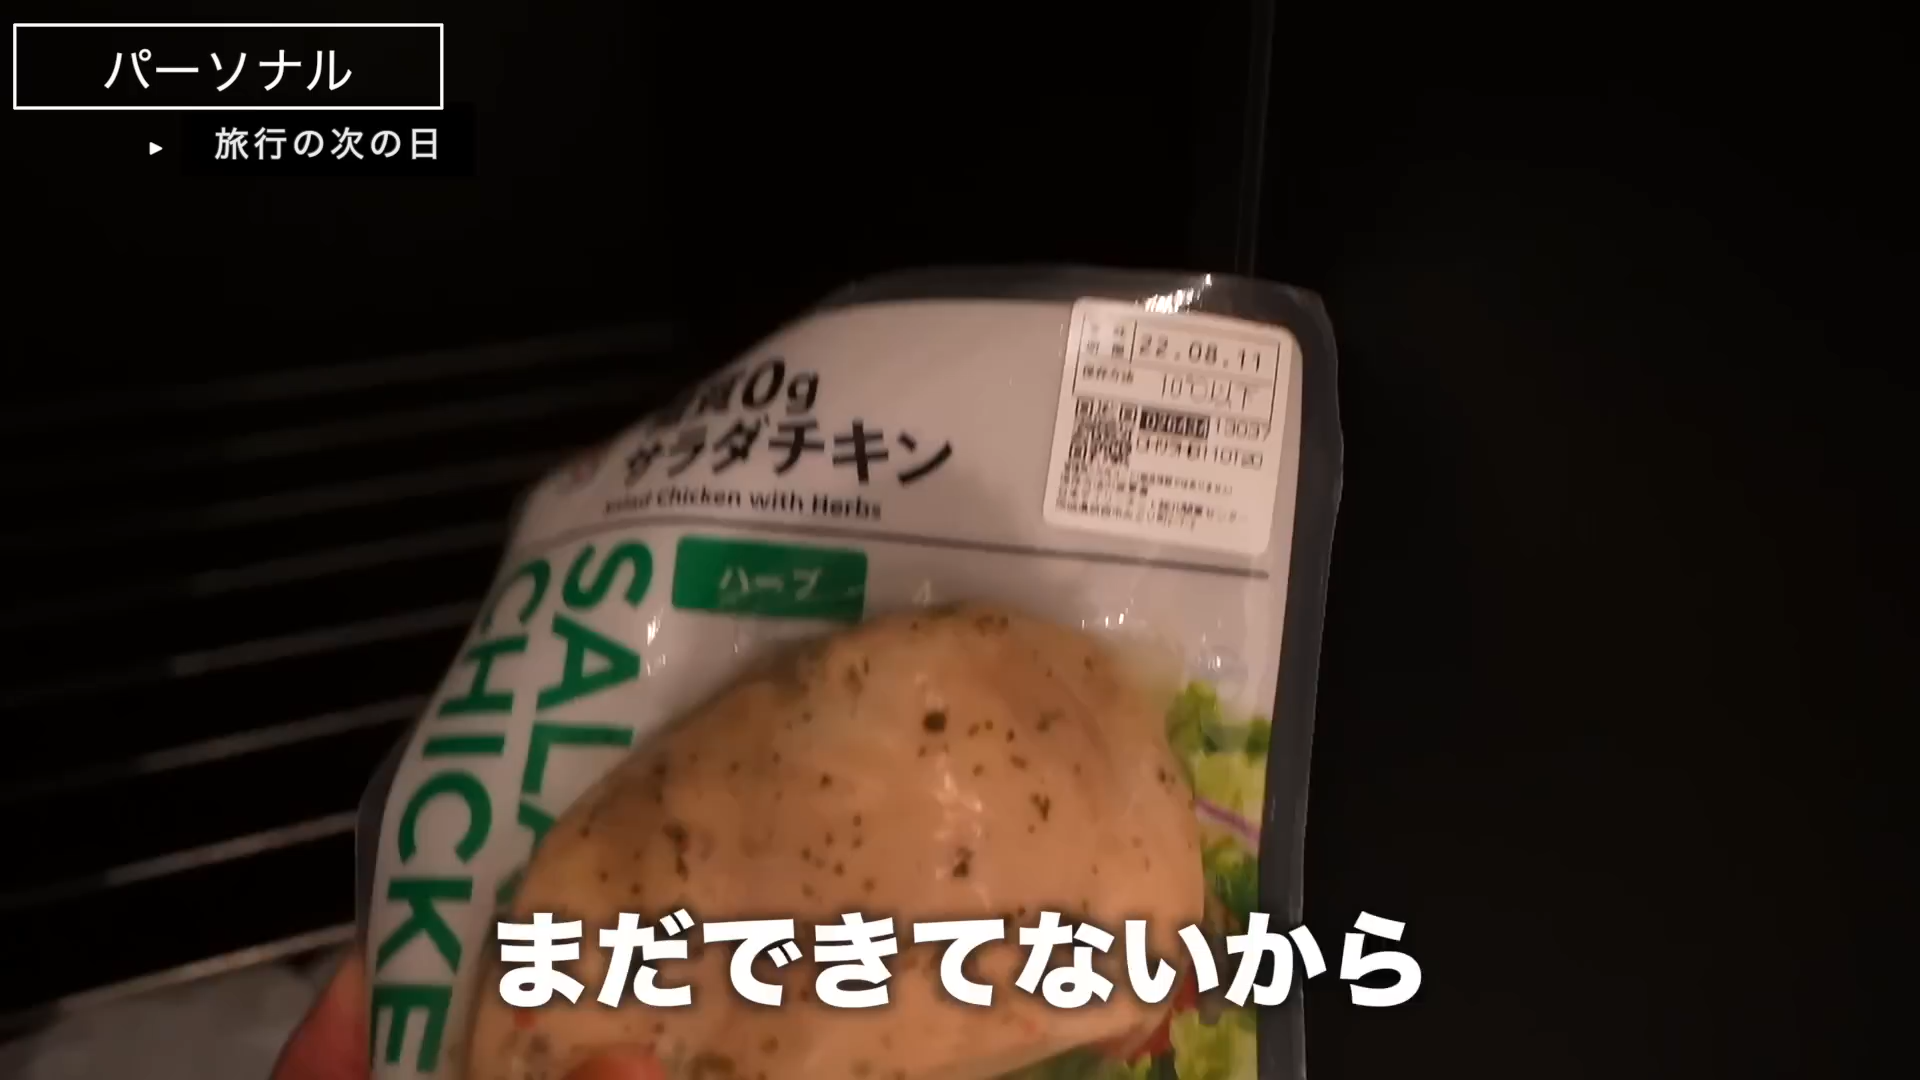 パーソナル
▸ 旅行の次の日
0g
サラダチキン
Chicken with Herbs
ハーブ
SALA
CHICKE
22.08.11
保存方法 10℃以下
まだできてないから